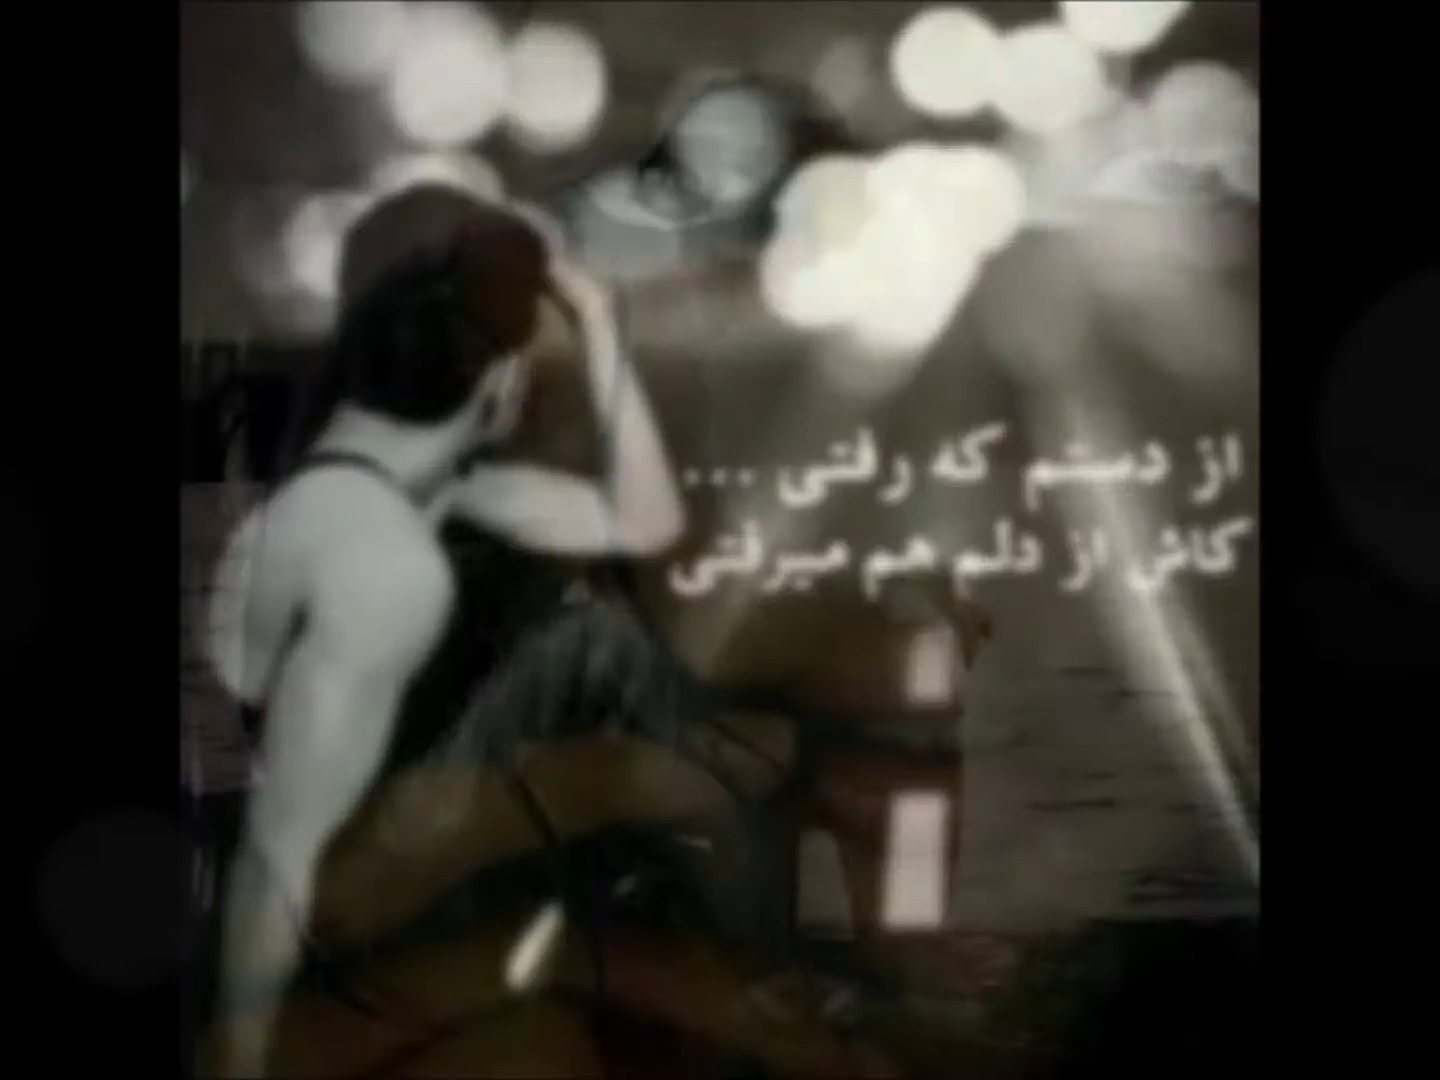 از دستم که رفتی ...
کاش از دلم هم میرفتی